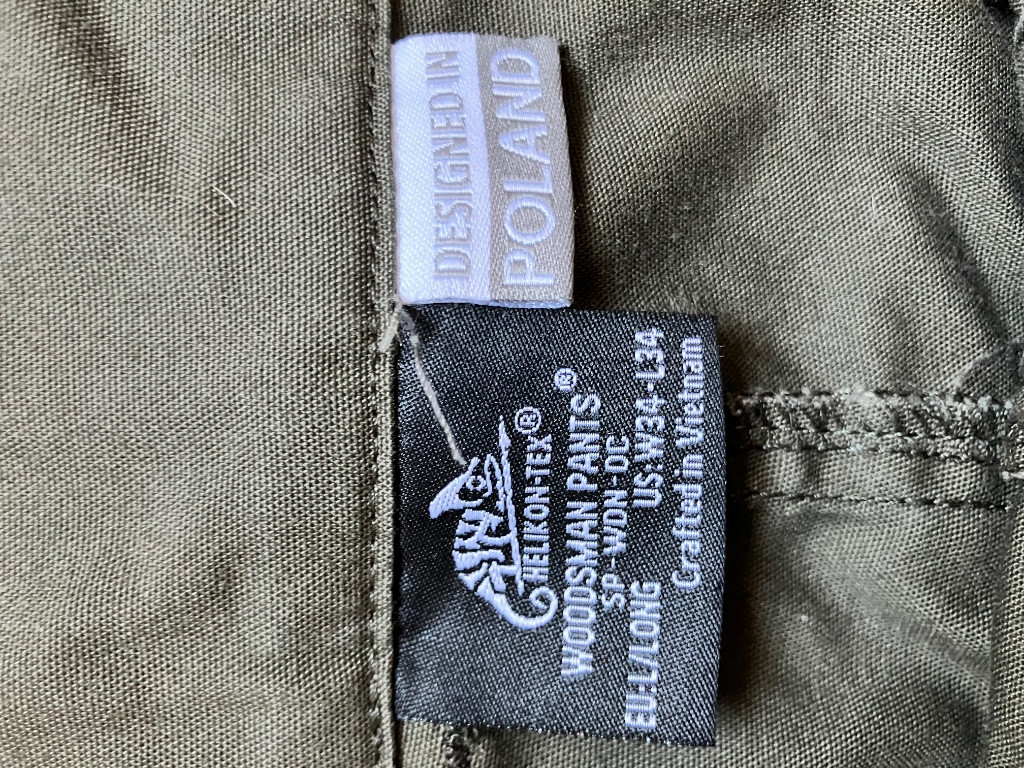 DESIGNED IN
POLAND
HELIKON-TEX®
WOODSMAN PANTS®
SP-WDN-DC
EU:L/LONG US:W34-L34
Crafted in Vietnam